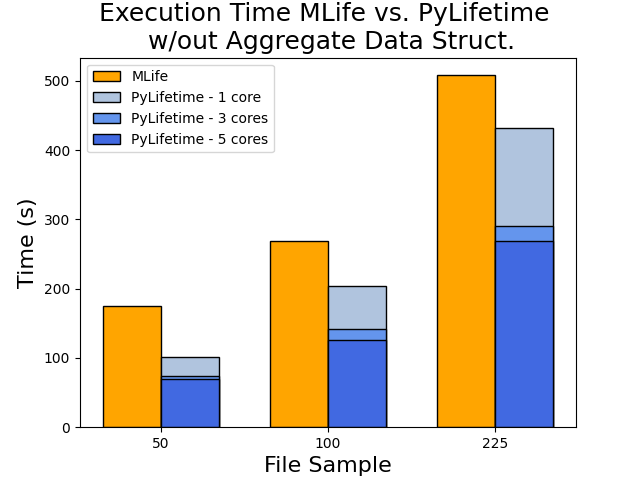 Execution Time MLife vs. PyLifetime
w/out Aggregate Data Struct.
MLife
PyLifetime - 1 core
PyLifetime - 3 cores
PyLifetime - 5 cores
Time (s)
500
400
300
200
100
0
50
100
225
File Sample